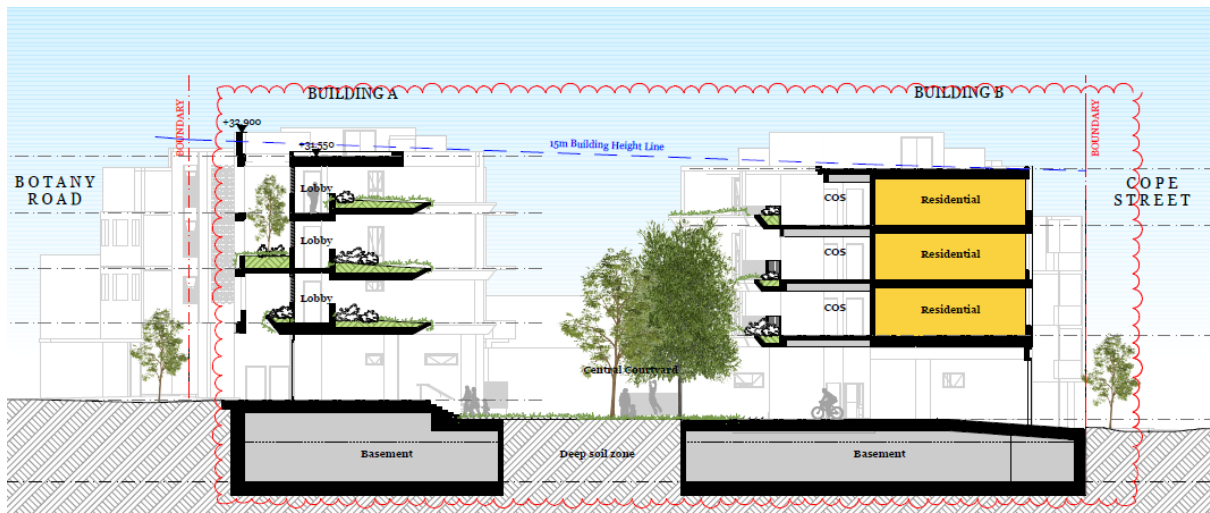 BUILDING A
BUILDING B
BOUNDARY
BOUNDARY
+32.900
+31.550
15m Building Height Line
BOTANY
ROAD
COPE
STREET
Lobby
COS
Residential
Lobby
COS
Residential
Lobby
COS
Residential
Central Courtyard
Basement
Deep soil zone
Basement